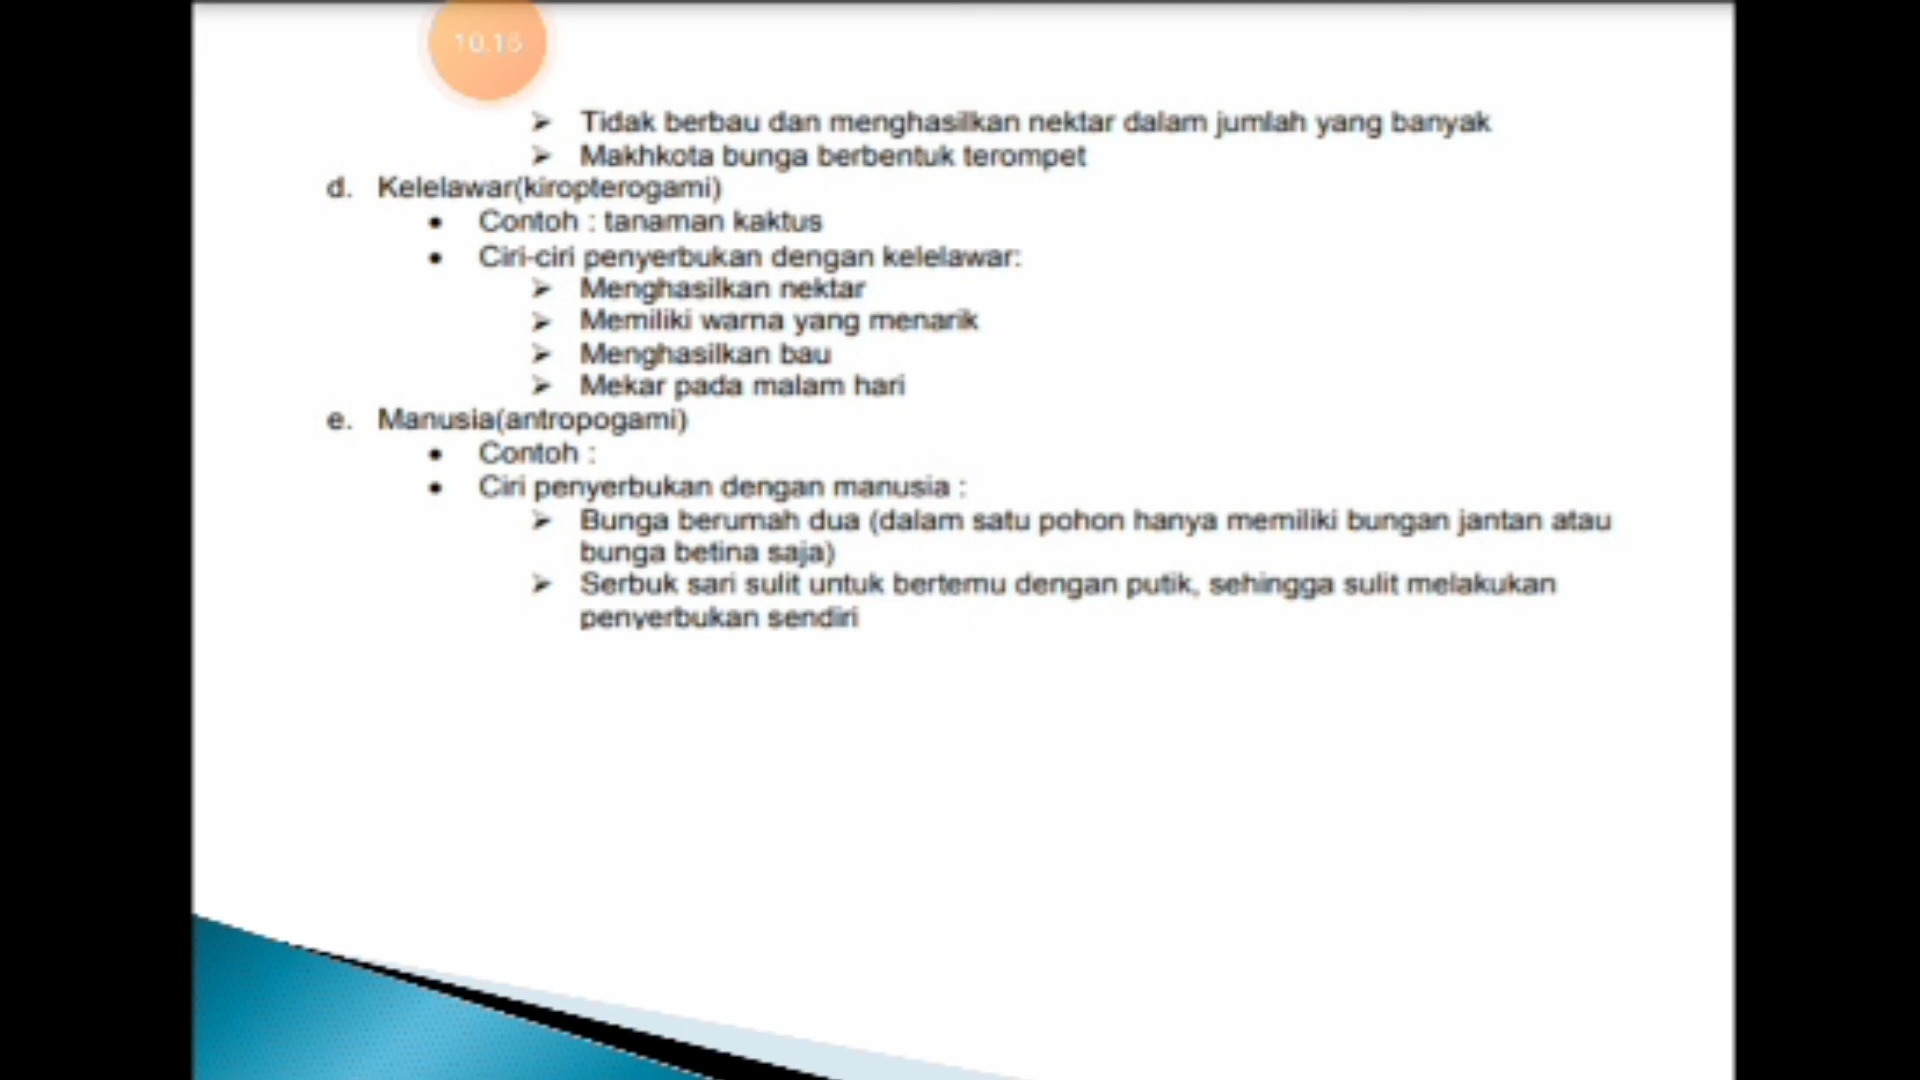 10.15
➢ Tidak berbau dan menghasilkan nektar dalam jumlah yang banyak
➢ Makhkota bunga berbentuk terompet
d. Kelelawar(kiropterogami)
• Contoh : tanaman kaktus
• Ciri-ciri penyerbukan dengan kelelawar:
➢ Menghasilkan nektar
➢ Memiliki warna yang menarik
➢ Menghasilkan bau
➢ Mekar pada malam hari
e. Manusia(antropogami)
• Contoh :
• Ciri penyerbukan dengan manusia :
➢ Bunga berumah dua (dalam satu pohon hanya memiliki bungan jantan atau
bunga betina saja)
➢ Serbuk sari sulit untuk bertemu dengan putik, sehingga sulit melakukan
penyerbukan sendiri